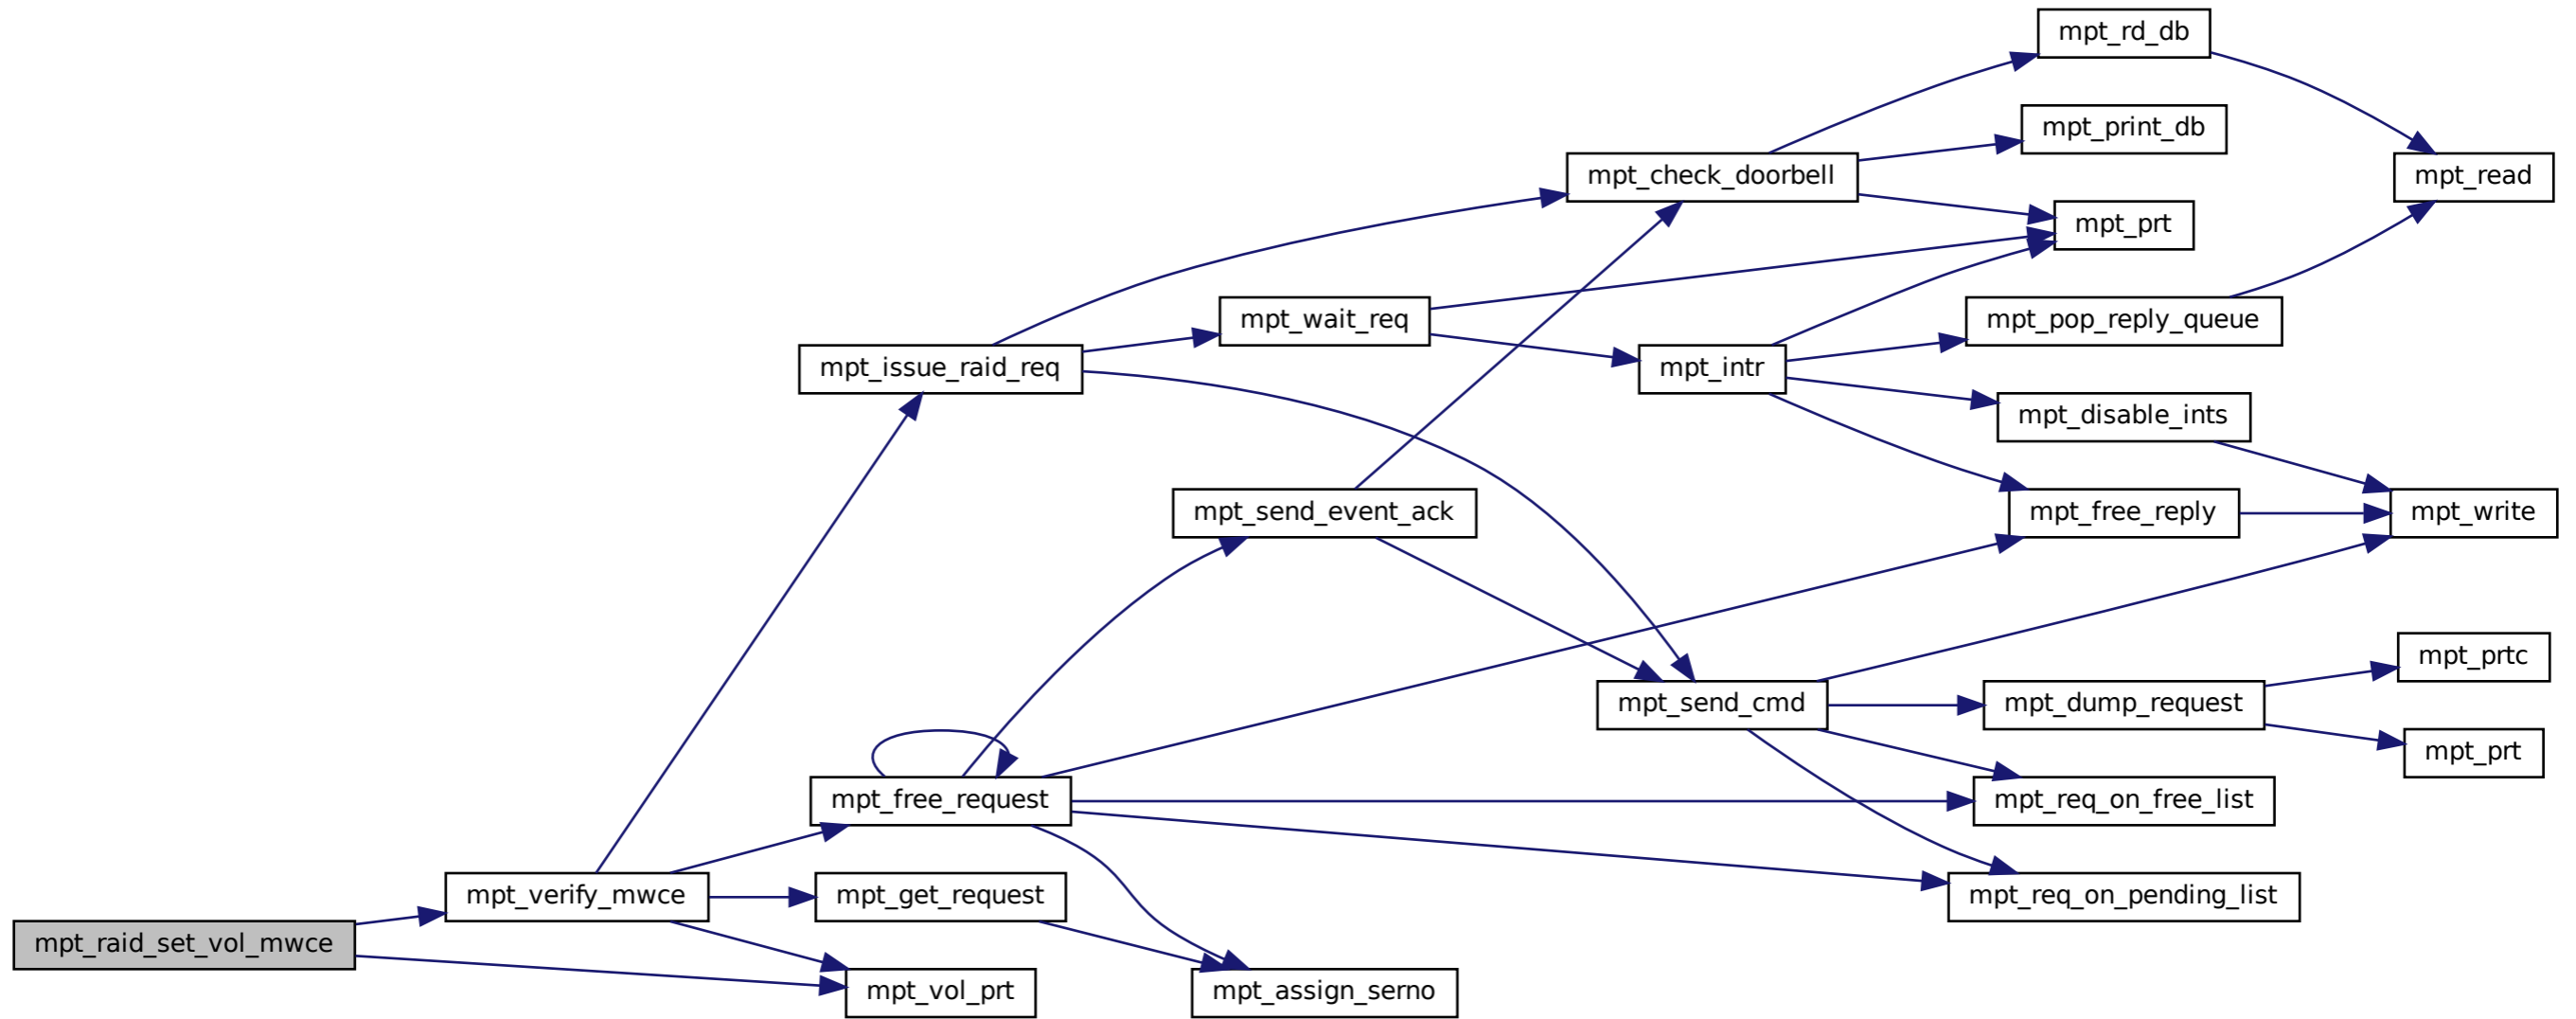 mpt_rd_db
mpt_print_db
mpt_check_doorbell
mpt_read
mpt_prt
mpt_wait_req
mpt_pop_reply_queue
mpt_issue_raid_req
mpt_intr
mpt_disable_ints
mpt_send_event_ack
mpt_free_reply
mpt_write
mpt_prtc
mpt_send_cmd
mpt_dump_request
mpt_prt
mpt_free_request
mpt_req_on_free_list
mpt_verify_mwce
mpt_get_request
mpt_req_on_pending_list
mpt_raid_set_vol_mwce
mpt_vol_prt
mpt_assign_serno